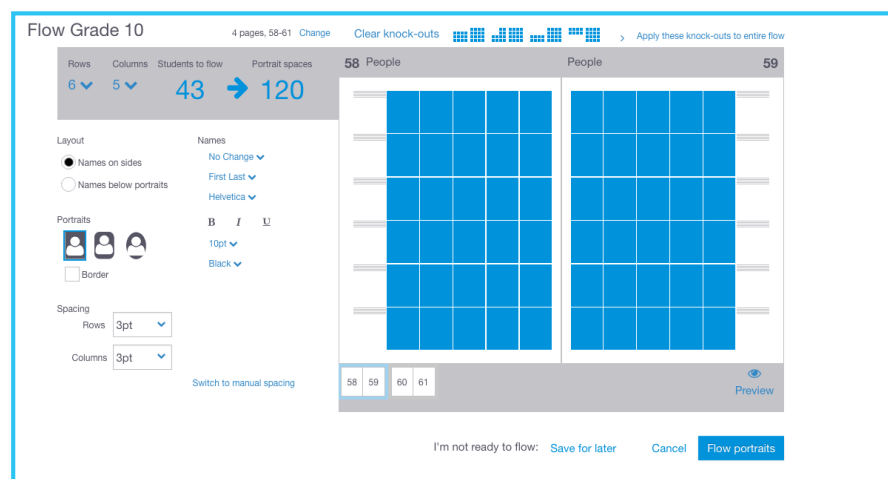 Flow Grade 10
4 pages, 58-61 Change
Clear knock-outs
Apply these knock-outs to entire flow
Rows Columns Students to flow Portrait spaces
6 5 43 120
58 People
People 59
Layout
Names on sides
Names below portraits
Names
No Change
First Last
Helvetica
B I U
10pt
Black
Portraits
Border
Spacing
Rows 3pt
Columns 3pt
Switch to manual spacing
58 59 60 61
Preview
I'm not ready to flow: Save for later Cancel Flow portraits